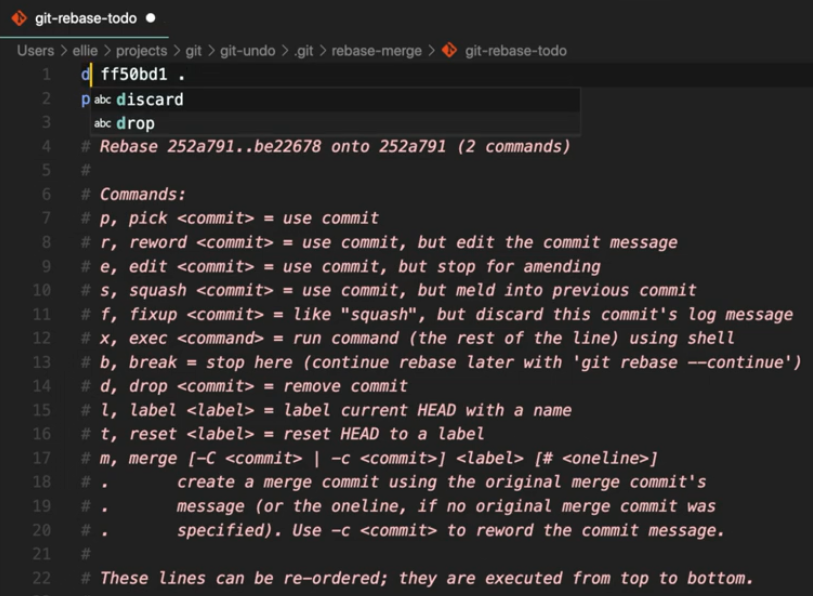 git-rebase-todo
Users > ellie > projects > git > git-undo > .git > rebase-merge > git-rebase-todo
1 d ff50bd1 .
2 p abc discard
3 abc drop
4 # Rebase 252a791..be22678 onto 252a791 (2 commands)
5 #
6 # Commands:
7 # p, pick <commit> = use commit
8 # r, reword <commit> = use commit, but edit the commit message
9 # e, edit <commit> = use commit, but stop for amending
10 # s, squash <commit> = use commit, but meld into previous commit
11 # f, fixup <commit> = like "squash", but discard this commit's log message
12 # x, exec <command> = run command (the rest of the line) using shell
13 # b, break = stop here (continue rebase later with 'git rebase --continue')
14 # d, drop <commit> = remove commit
15 # l, label <label> = label current HEAD with a name
16 # t, reset <label> = reset HEAD to a label
17 # m, merge [-C <commit> | -c <commit>] <label> [# <oneline>]
18 # . create a merge commit using the original merge commit's
19 # . message (or the oneline, if no original merge commit was
20 # . specified). Use -c <commit> to reword the commit message.
21 #
22 # These lines can be re-ordered; they are executed from top to bottom.